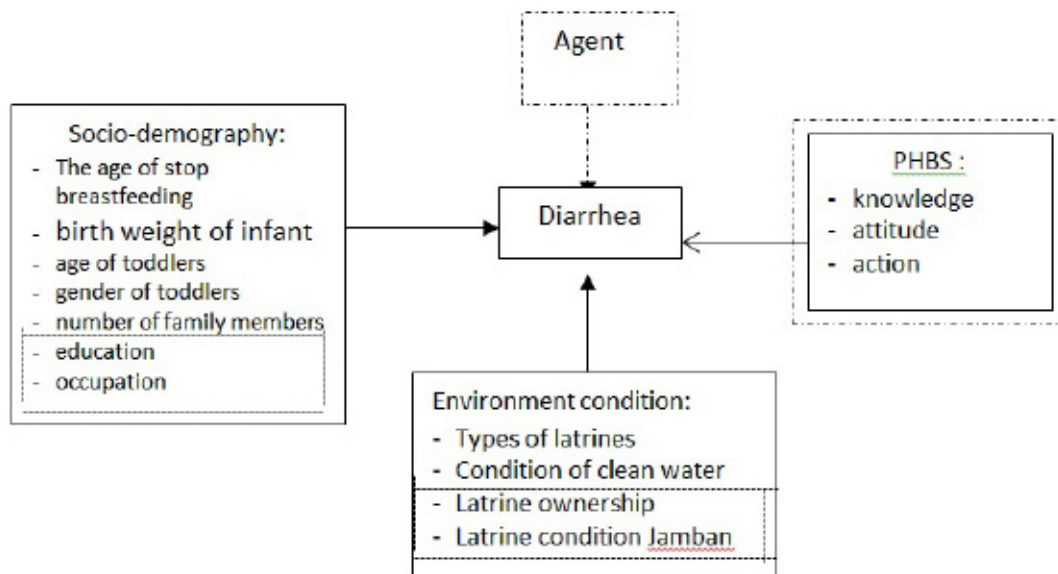 Agent
Socio-demography:
- The age of stop
breastfeeding
- birth weight of infant
- age of toddlers
- gender of toddlers
- number of family members
- education
- occupation
Diarrhea
PHBS :
- knowledge
- attitude
- action
Environment condition:
- Types of latrines
- Condition of clean water
- Latrine ownership
- Latrine condition Jamban